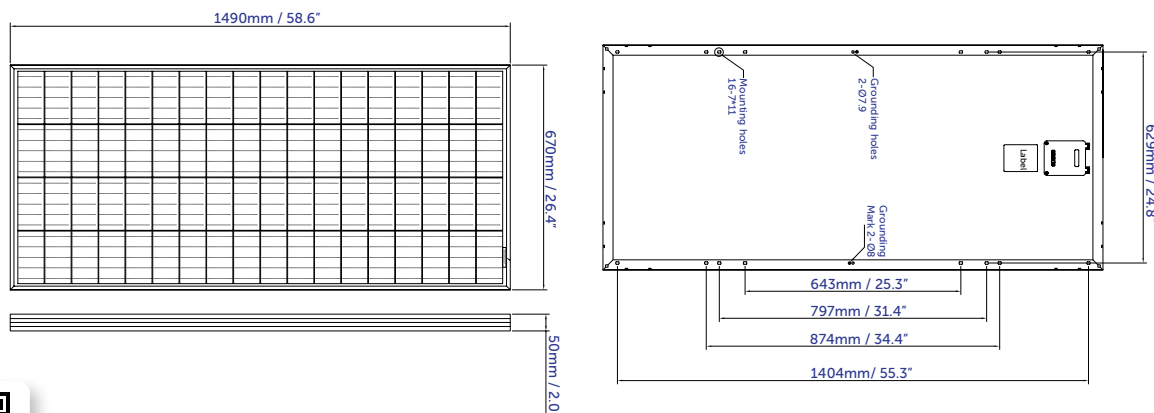 1490mm / 58.6"
670mm / 26.4"
50mm / 2.0
Mounting holes
16-7*11
Grounding holes
2-Ø7.9
Label
629mm / 24.8"
Grounding
Mark 2- Ø8
643mm / 25.3"
797mm / 31.4"
874mm / 34.4"
1404mm/ 55.3"